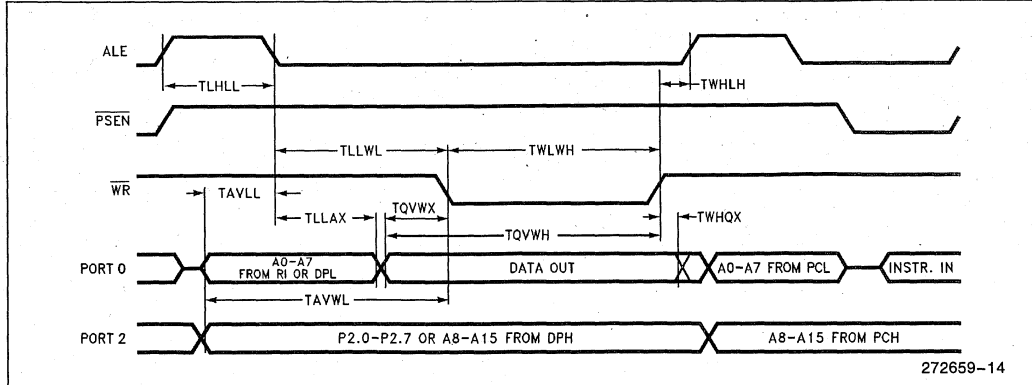 ALE
TLHLL
TWHLH
PSEN
TLLWL
TWLWH
WR
TAVLL
TLLAX
TQVWX
TWHQX
TQVWH
PORT 0
A0-A7
FROM RI OR DPL
DATA OUT
A0-A7 FROM PCL
INSTR. IN
TAVWL
PORT 2
P2.0-P2.7 OR A8-A15 FROM DPH
A8-A15 FROM PCH
272659-14